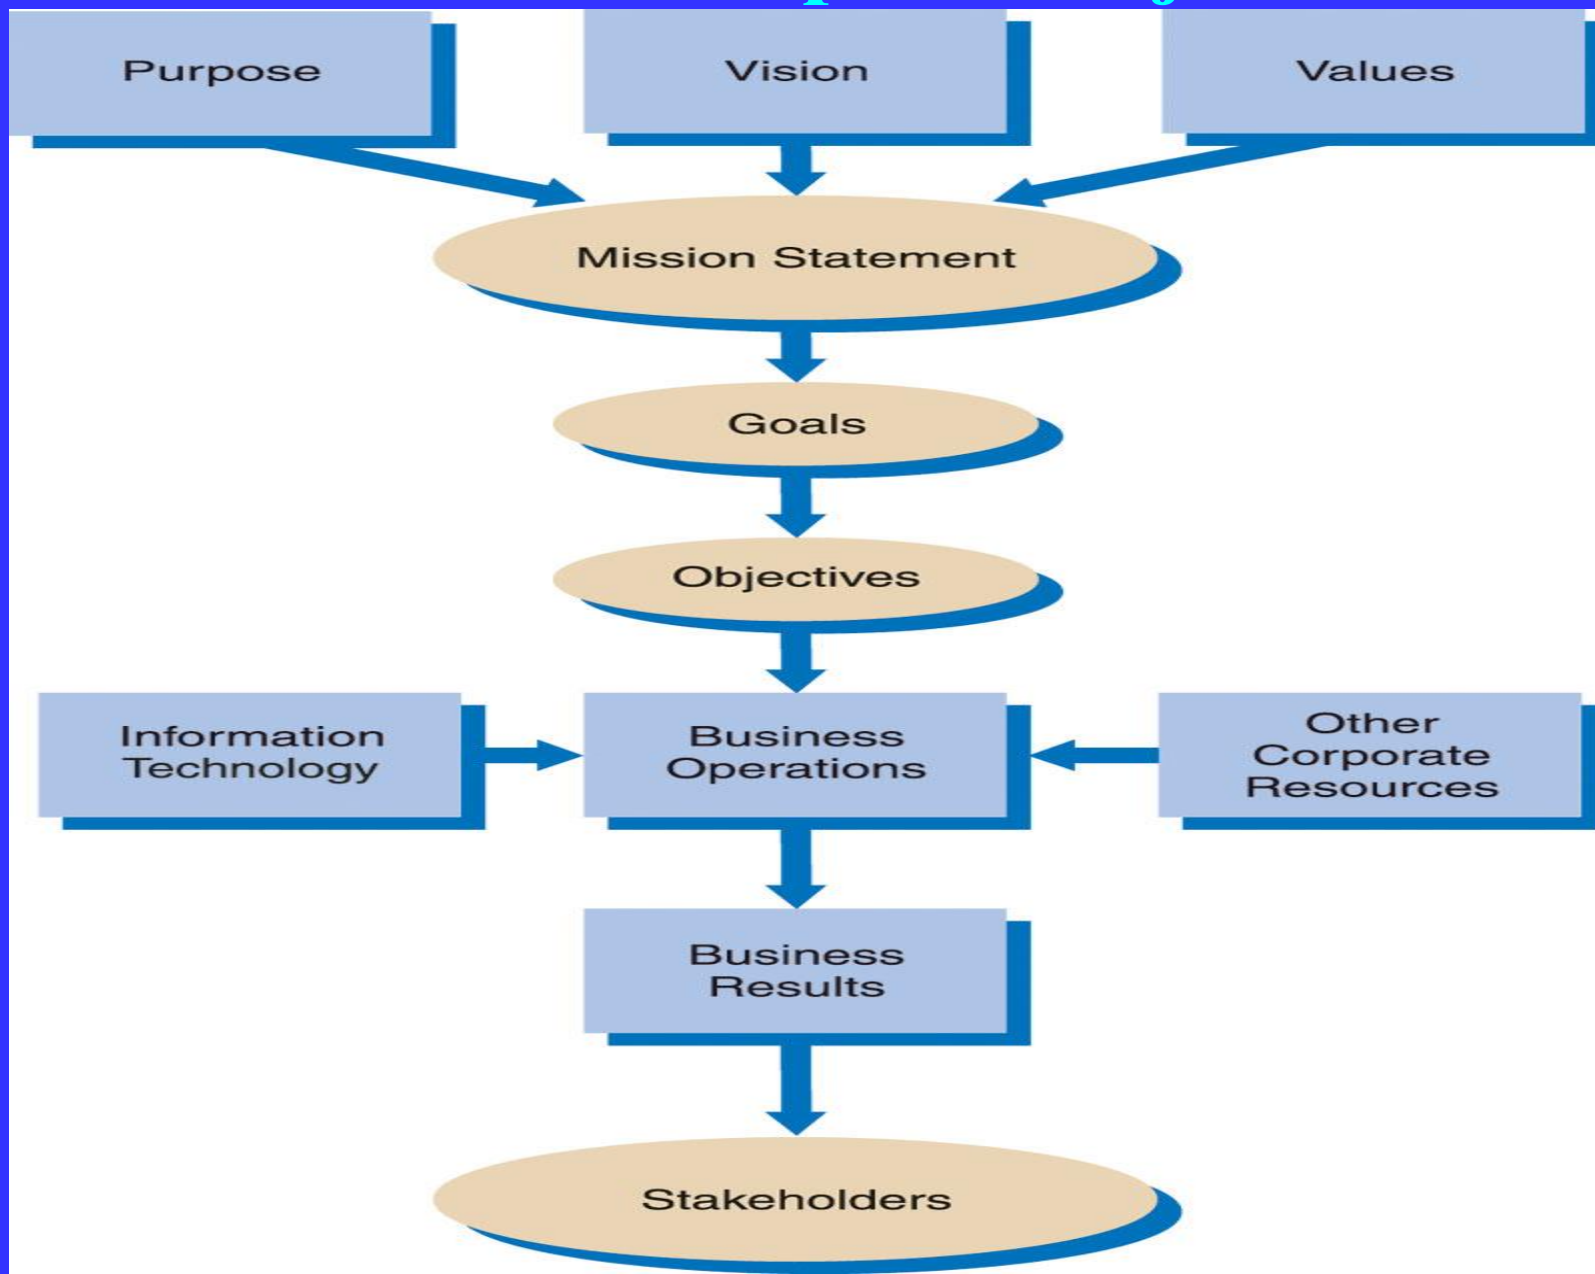 Purpose
Vision
Values
Mission Statement
Goals
Objectives
Information
Technology
Business
Operations
Other
Corporate
Resources
Business
Results
Stakeholders